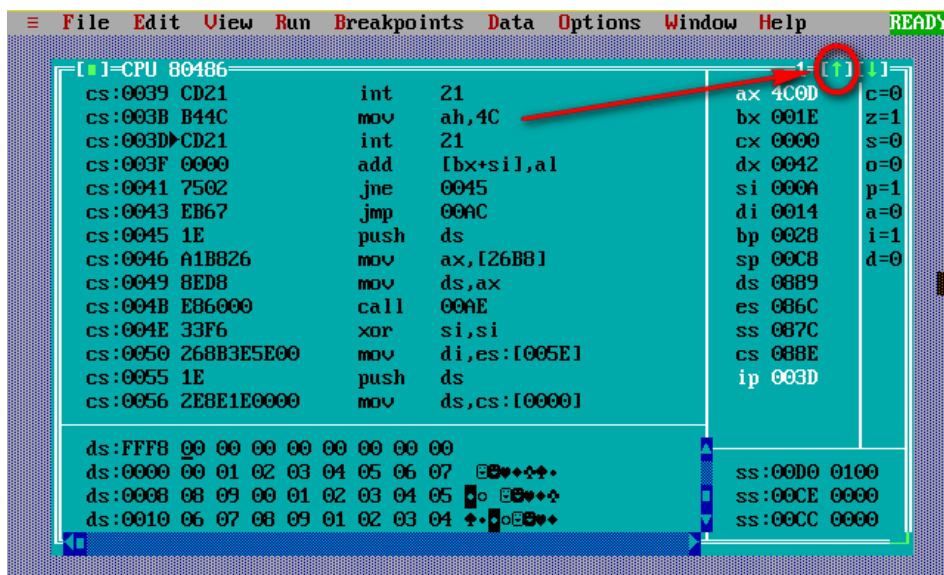 ≡ File Edit View Run Breakpoints Data Options Window Help READY
[■]=CPU 80486 1=[↑][↓]
cs:0039 CD21 int 21 ax 4C0D c=0
cs:003B B44C mov ah,4C bx 001E z=1
cs:003D▶CD21 int 21 cx 0000 s=0
cs:003F 0000 add [bx+si],al dx 0042 o=0
cs:0041 7502 jne 0045 si 000A p=1
cs:0043 EB67 jmp 00AC di 0014 a=0
cs:0045 1E push ds bp 0028 i=1
cs:0046 A1B826 mov ax,[26B8] sp 00C8 d=0
cs:0049 8ED8 mov ds,ax ds 0889
cs:004B E86000 call 00AE es 086C
cs:004E 33F6 xor si,si ss 087C
cs:0050 268B3E5E00 mov di,es:[005E] cs 088E
cs:0055 1E push ds ip 003D
cs:0056 2E8E1E0000 mov ds,cs:[0000]
ds:FFF8 00 00 00 00 00 00 00 00
ds:0000 00 01 02 03 04 05 06 07 ☺☻♥♦♣♠• ss:00D0 0100
ds:0008 08 09 00 01 02 03 04 05 ◘○ ☺☻♥♦♣ ss:00CE 0000
ds:0010 06 07 08 09 01 02 03 04 ♠•◘○☺☻♥♦ ss:00CC 0000